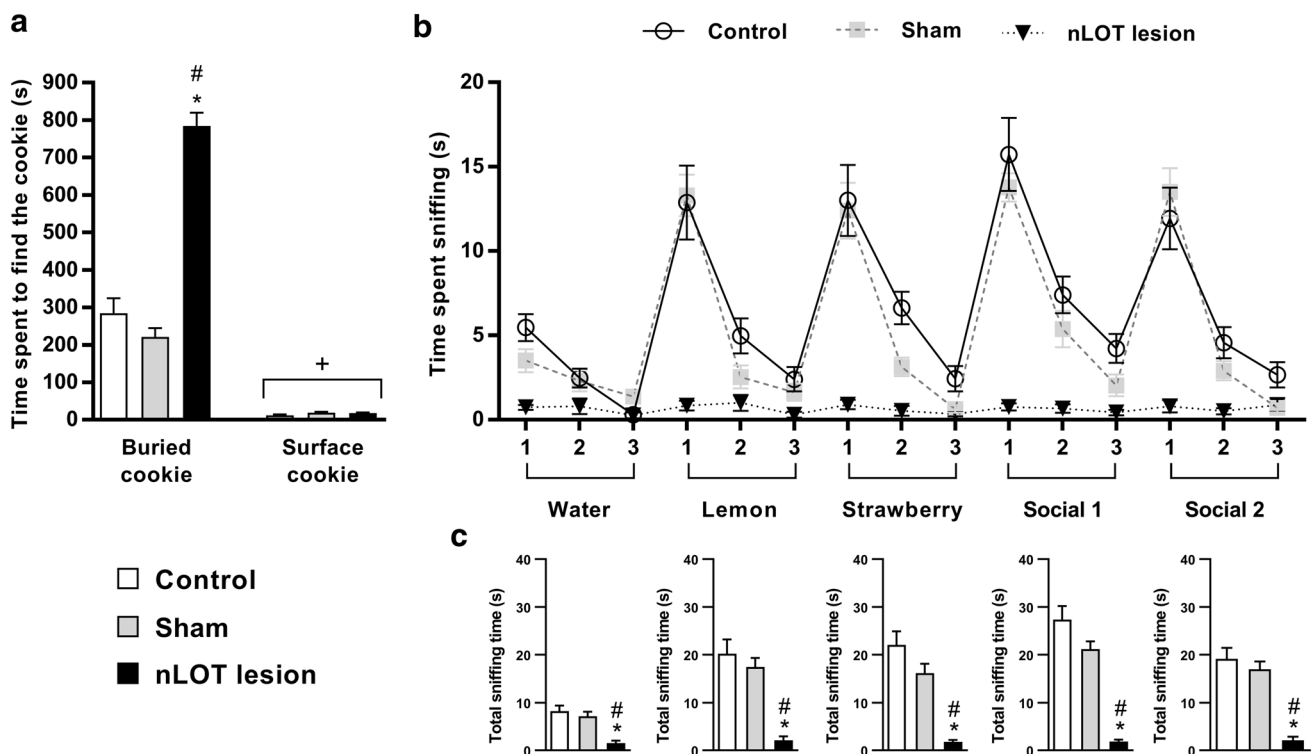 a
Time spent to find the cookie (s)
900
800
700
600
500
400
300
200
100
0
#
*
+
Buried
cookie
Surface
cookie
Control
Sham
nLOT lesion
b
Control
Sham
nLOT lesion
Time spent sniffing (s)
20
15
10
5
0
1 2 3 1 2 3 1 2 3 1 2 3 1 2 3
Water Lemon Strawberry Social 1 Social 2
c
Total sniffing time (s)
40
30
20
10
0
#
*
Total sniffing time (s)
40
30
20
10
0
#
*
Total sniffing time (s)
40
30
20
10
0
#
*
Total sniffing time (s)
40
30
20
10
0
#
*
Total sniffing time (s)
40
30
20
10
0
#
*